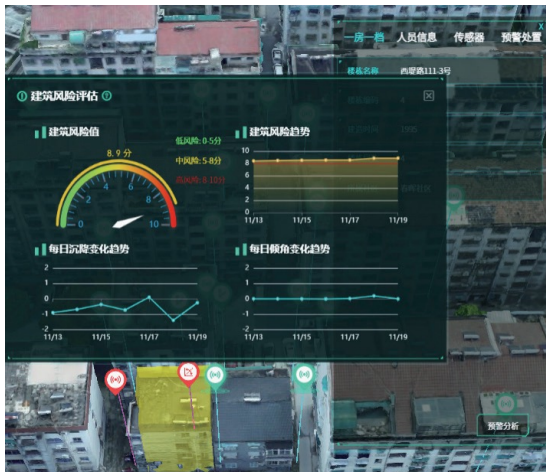 X
一房一档 人员信息 传感器 预警处置
楼栋名称 西堤路111-3号
建筑风险评估 ?
建筑风险值
8.9 分
低风险: 0-5分
中风险: 5-8分
高风险: 8-10分
0 2 4 6 8 10
建筑风险趋势
10
8
6
4
2
0
11/13 11/15 11/17 11/19
每日沉降变化趋势
2
1
0
-1
-2
11/13 11/15 11/17 11/19
每日倾角变化趋势
2
1
0
-1
-2
11/13 11/15 11/17 11/19
预警分析